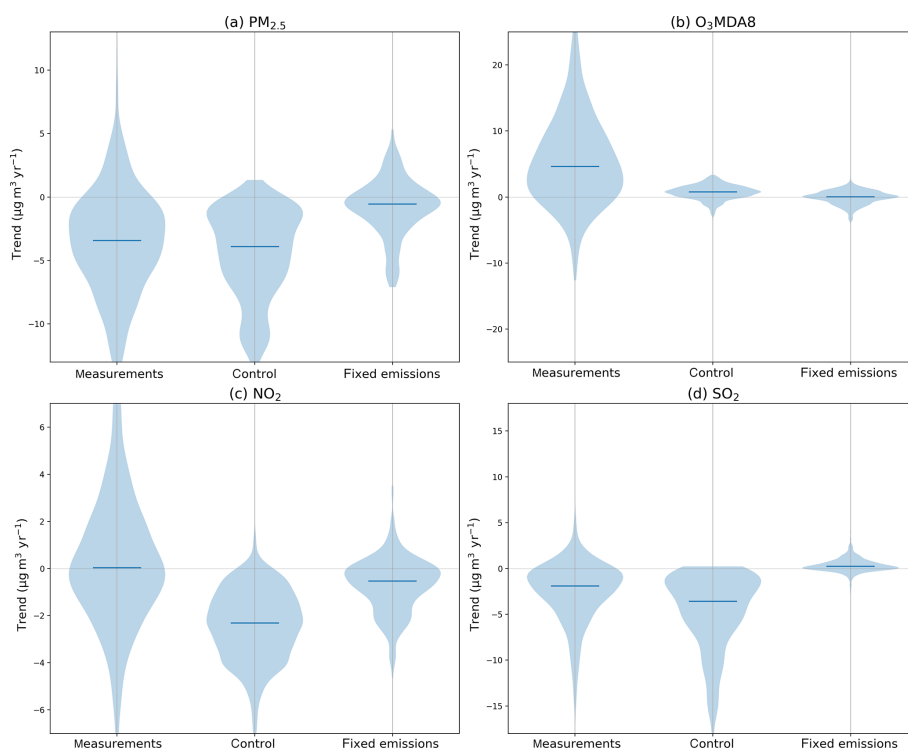 (a) PM₂.₅
(b) O₃MDA8
10
5
0
−5
−10
Trend (μg m³ yr⁻¹)
Measurements
Control
Fixed emissions
20
10
0
−10
−20
Trend (μg m³ yr⁻¹)
Measurements
Control
Fixed emissions
(c) NO₂
(d) SO₂
6
4
2
0
−2
−4
−6
Trend (μg m³ yr⁻¹)
Measurements
Control
Fixed emissions
15
10
5
0
−5
−10
−15
Trend (μg m³ yr⁻¹)
Measurements
Control
Fixed emissions